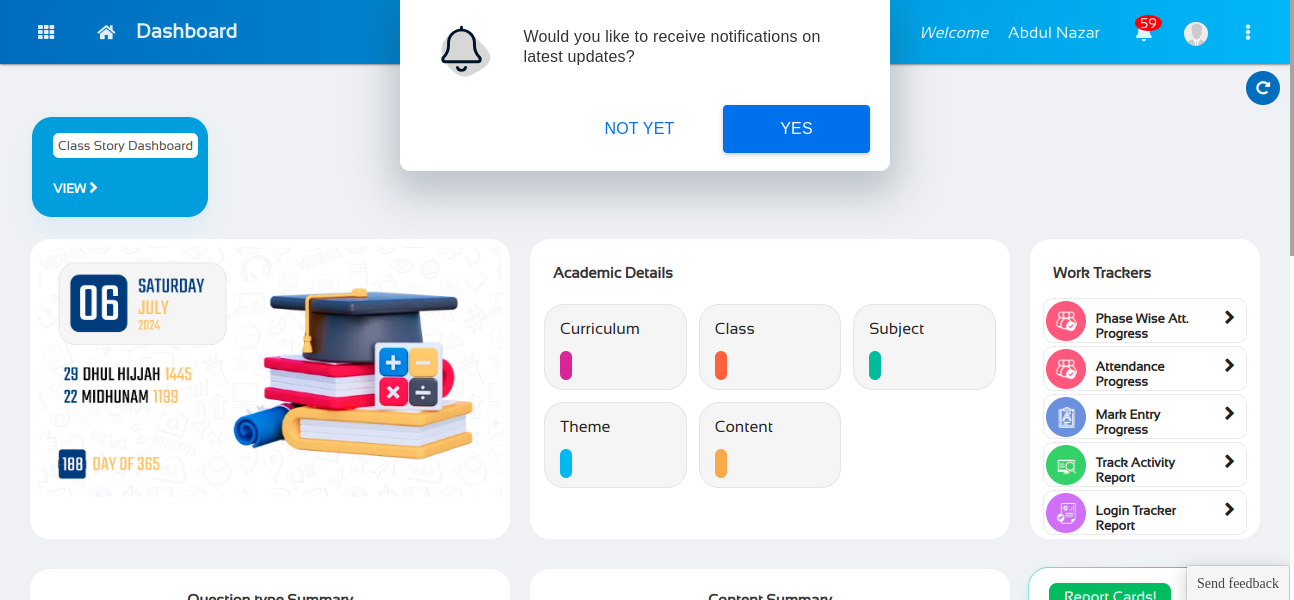 Dashboard
Would you like to receive notifications on
latest updates?
NOT YET
YES
Welcome Abdul Nazar
59
Class Story Dashboard
VIEW
06
SATURDAY
JULY
2024
29 DHUL HIJJAH 1445
22 MIDHUNAM 1199
188 DAY OF 365
Academic Details
Curriculum
Class
Subject
Theme
Content
Work Trackers
Phase Wise Att.
Progress
Attendance
Progress
Mark Entry
Progress
Track Activity
Report
Login Tracker
Report
Question type Summary
Content Summary
Report Cards!
Send feedback